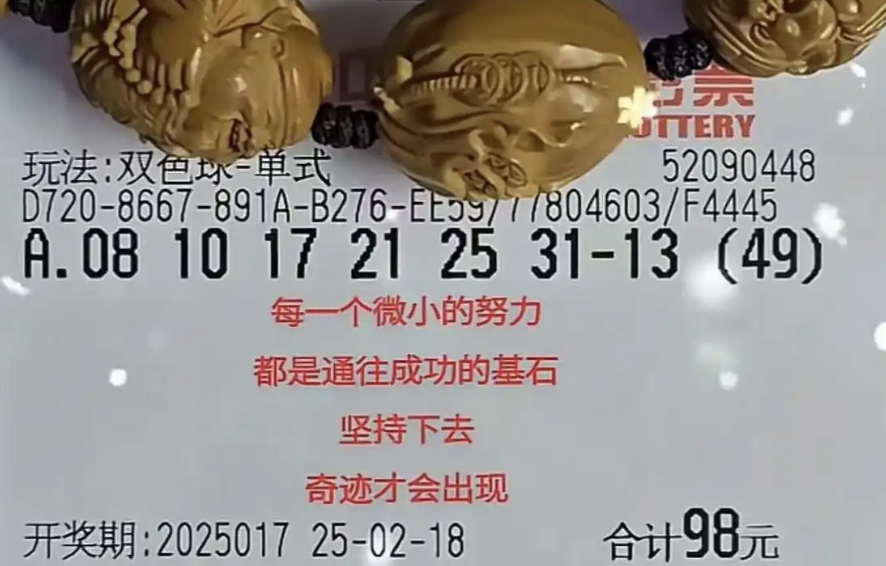 票
OTTERY
玩法:双色球-单式 52090448
D720-8667-891A-B276-EE59/77804603/F4445
A.08 10 17 21 25 31-13 (49)
每一个微小的努力
都是通往成功的基石
坚持下去
奇迹才会出现
开奖期:2025017 25-02-18 合计98元